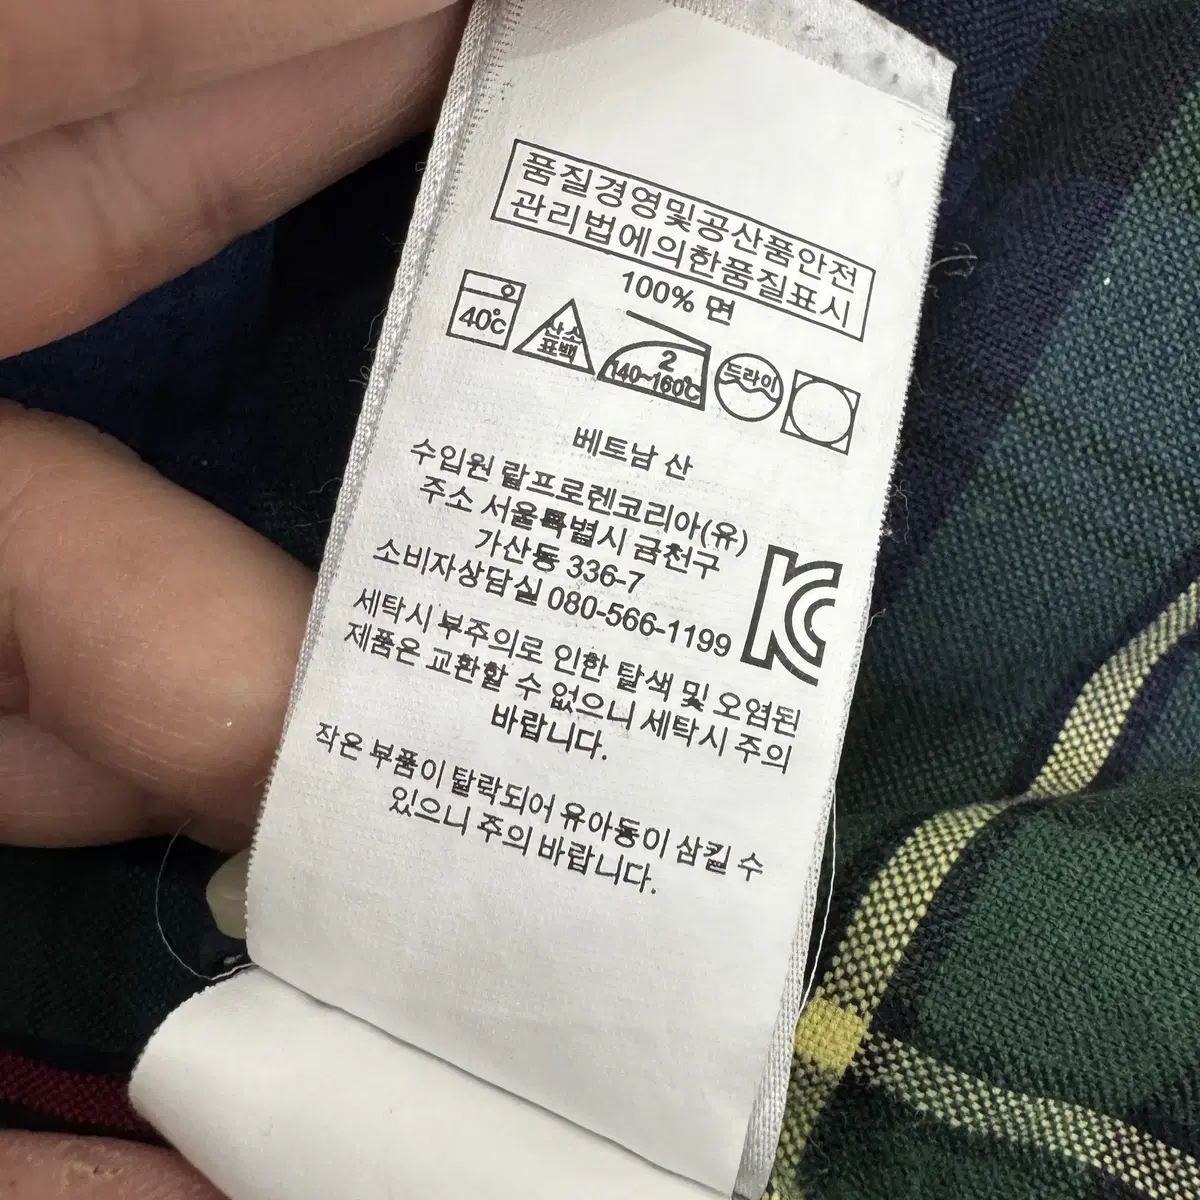 품질경영및공산품안전
관리법에의한품질표시
100% 면
40℃
산소
표백
2
140~160℃
드라이
베트남 산
수입원 랄프로렌코리아(유)
주소 서울특별시 금천구
가산동 336-7
소비자상담실 080-566-1199
세탁시 부주의로 인한 탈색 및 오염된
제품은 교환할 수 없으니 세탁시 주의
바랍니다.
작은 부품이 탈락되어 유아동이 삼킬 수
있으니 주의 바랍니다.